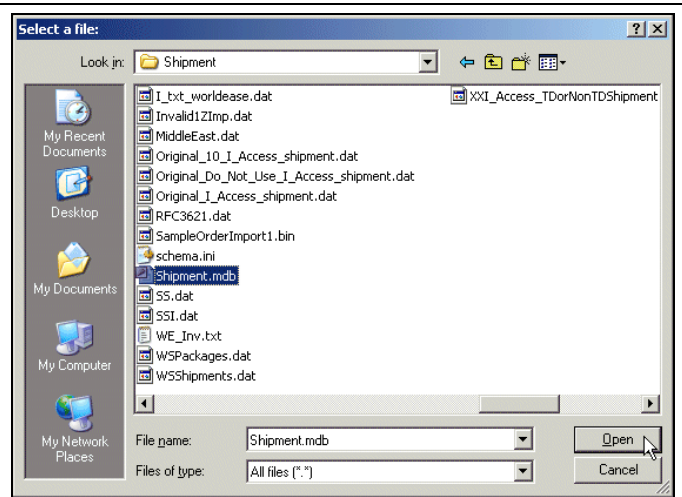 Select a file:
Look in:
Shipment
My Recent
Documents
Desktop
My Documents
My Computer
My Network
Places
I_txt_worldease.dat
Invalid1ZImp.dat
MiddleEast.dat
Original_10_I_Access_shipment.dat
Original_Do_Not_Use_I_Access_shipment.dat
Original_I_Access_shipment.dat
RFC3621.dat
SampleOrderImport1.bin
schema.ini
Shipment.mdb
SS.dat
SSI.dat
WE_Inv.txt
WSPackages.dat
WSShipments.dat
XXI_Access_TDorNonTDShipment
File name:
Shipment.mdb
Open
Files of type:
All files (*.*)
Cancel